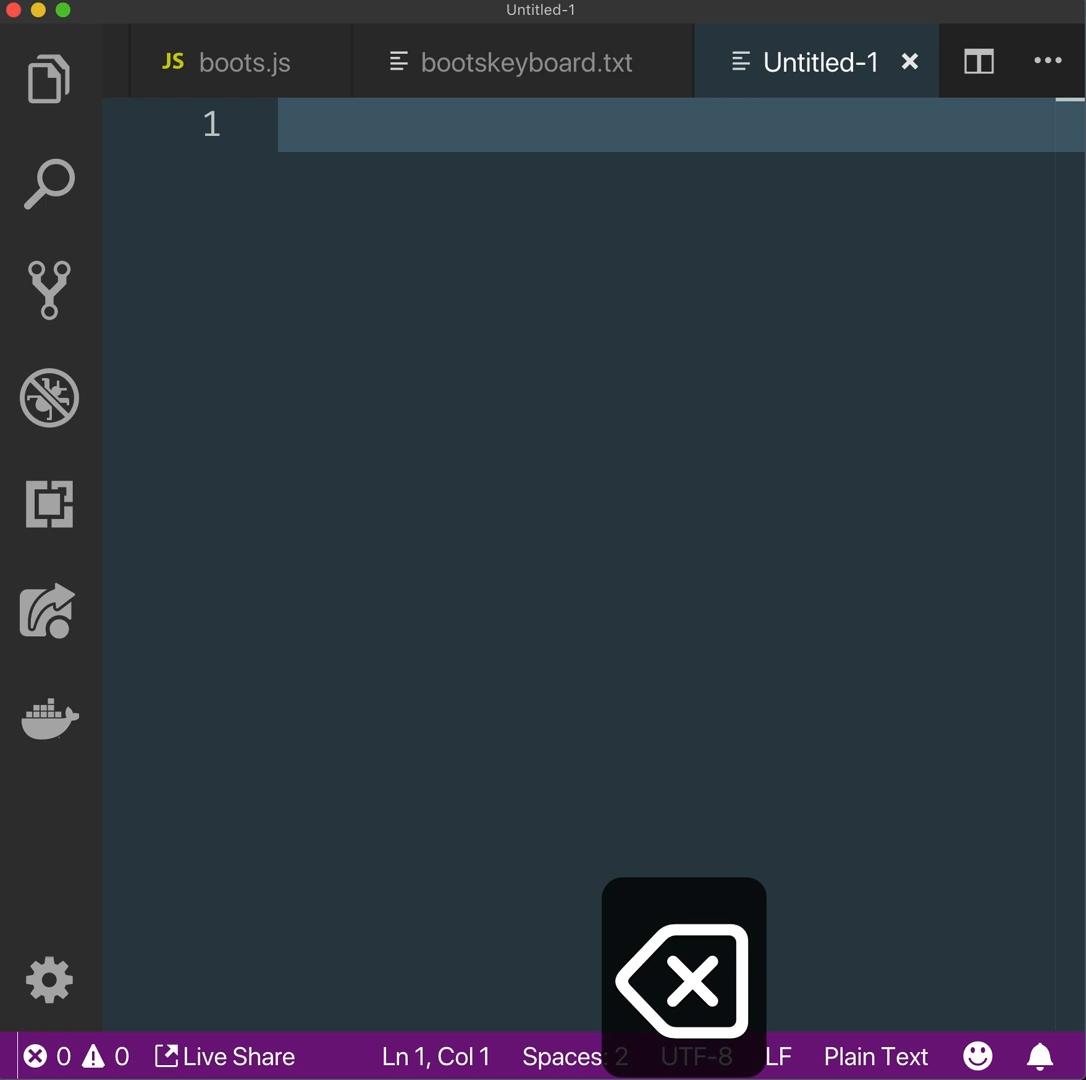 Untitled-1
JS boots.js bootskeyboard.txt Untitled-1
1
0 0 Live Share Ln 1, Col 1 Spaces: 2 UTF-8 LF Plain Text